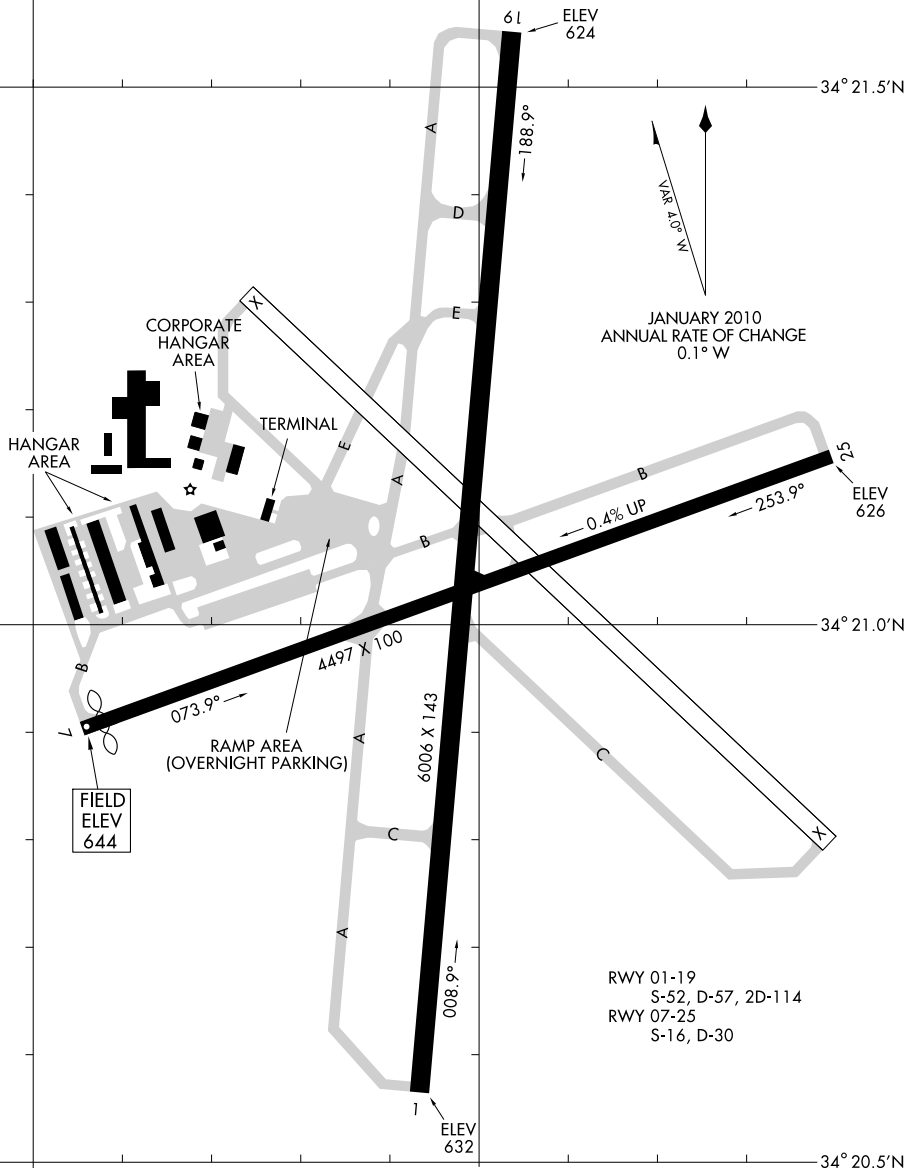 19
ELEV
624
34°21.5'N
A
188.9°
D
VAR 4.0° W
X
E
JANUARY 2010
ANNUAL RATE OF CHANGE
0.1° W
CORPORATE
HANGAR
AREA
TERMINAL
HANGAR
AREA
E
A
B
25
ELEV
626
253.9°
0.4% UP
B
34°21.0'N
4497 X 100
B
073.9°
7
RAMP AREA
(OVERNIGHT PARKING)
A
6006 X 143
C
FIELD
ELEV
644
C
X
A
008.9°
RWY 01-19
S-52, D-57, 2D-114
RWY 07-25
S-16, D-30
1
ELEV
632
34°20.5'N